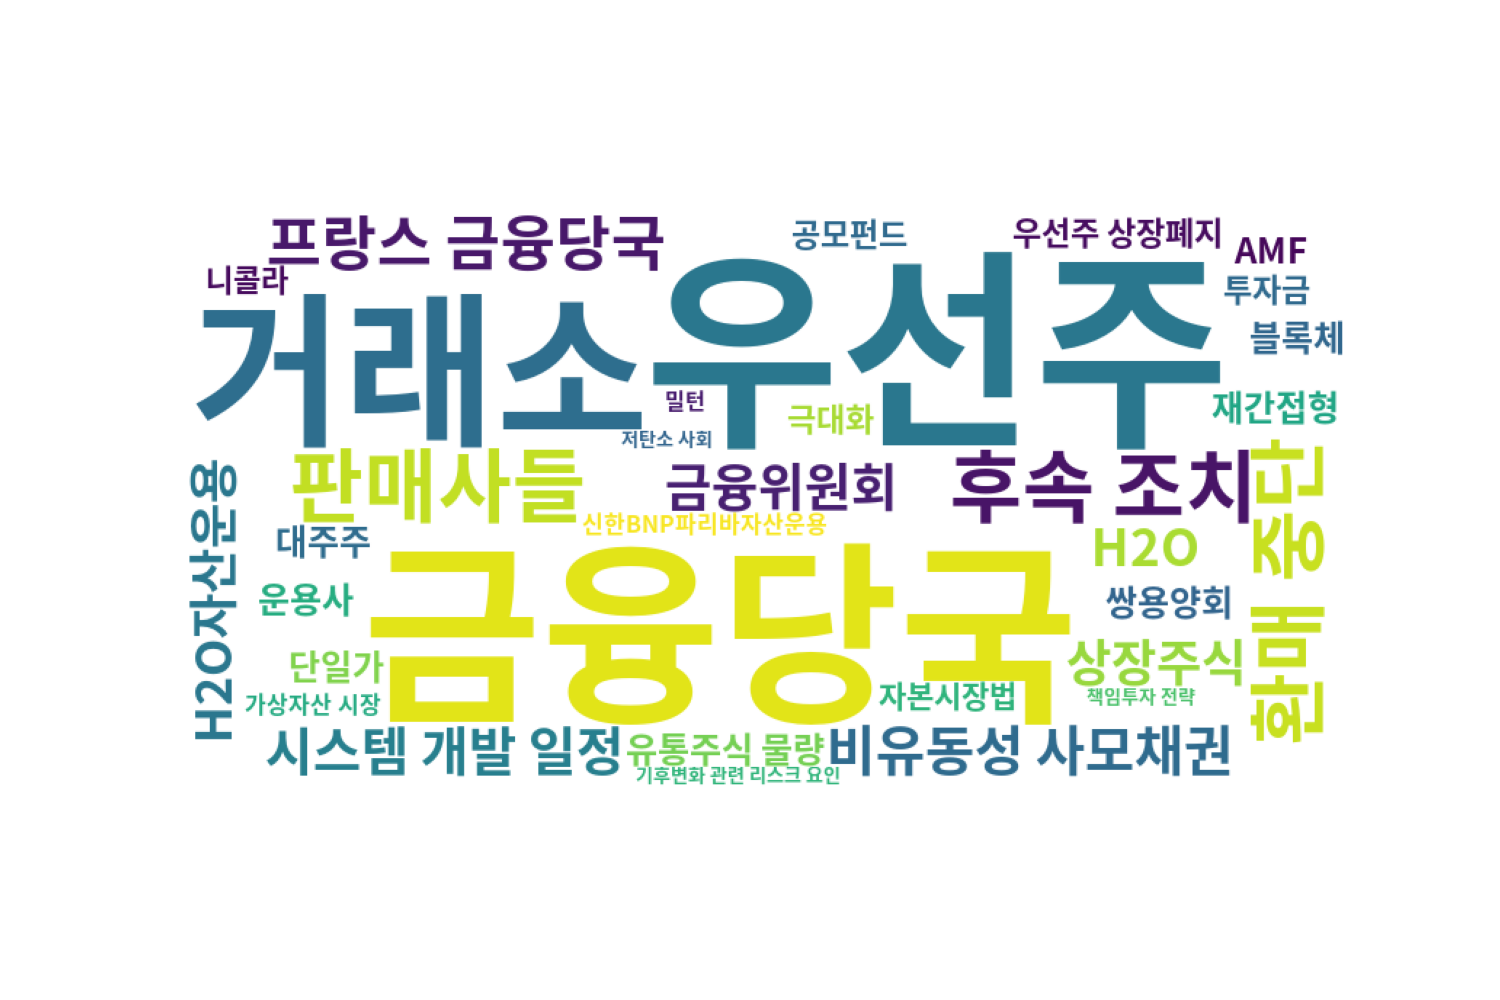 프랑스 금융당국
공모펀드
우선주 상장폐지
AMF
니콜라
투자금
거래소
우선주
블록체
밀턴
극대화
재간접형
저탄소 사회
판매사들
금융위원회
후속 조치
환매 중단
H2O자산운용
신한BNP파리바자산운용
대주주
H2O
금융당국
운용사
쌍용양회
단일가
상장주식
가상자산 시장
자본시장법
책임투자 전략
시스템 개발 일정
유통주식 물량
비유동성 사모채권
기후변화 관련 리스크 요인